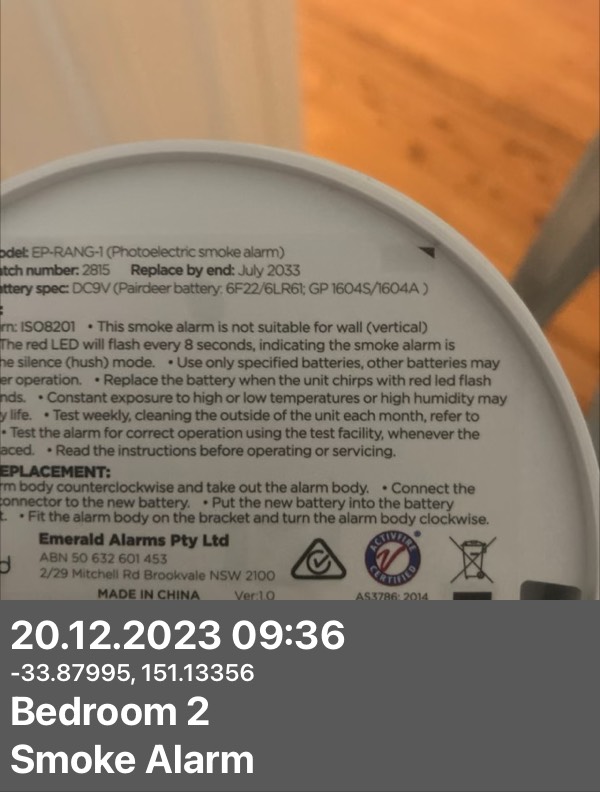 odel: EP-RANG-1 (Photoelectric smoke alarm)
atch number: 2815 Replace by end: July 2033
attery spec: DC9V (Pairdeer battery: 6F22/6LR61; GP 1604S/1604A )
:
rn: ISO8201 • This smoke alarm is not suitable for wall (vertical)
The red LED will flash every 8 seconds, indicating the smoke alarm is
he silence (hush) mode. • Use only specified batteries, other batteries may
er operation. • Replace the battery when the unit chirps with red led flash
nds. • Constant exposure to high or low temperatures or high humidity may
y life. • Test weekly, cleaning the outside of the unit each month, refer to
• Test the alarm for correct operation using the test facility, whenever the
aced. • Read the instructions before operating or servicing.
EPLACEMENT:
rm body counterclockwise and take out the alarm body. • Connect the
connector to the new battery. • Put the new battery into the battery
t. • Fit the alarm body on the bracket and turn the alarm body clockwise.
d
Emerald Alarms Pty Ltd
ABN 50 632 601 453
2/29 Mitchell Rd Brookvale NSW 2100
MADE IN CHINA Ver:1.0
ACTIVFIRE
CERTIFIED
AS3786: 2014
20.12.2023 09:36
-33.87995, 151.13356
Bedroom 2
Smoke Alarm